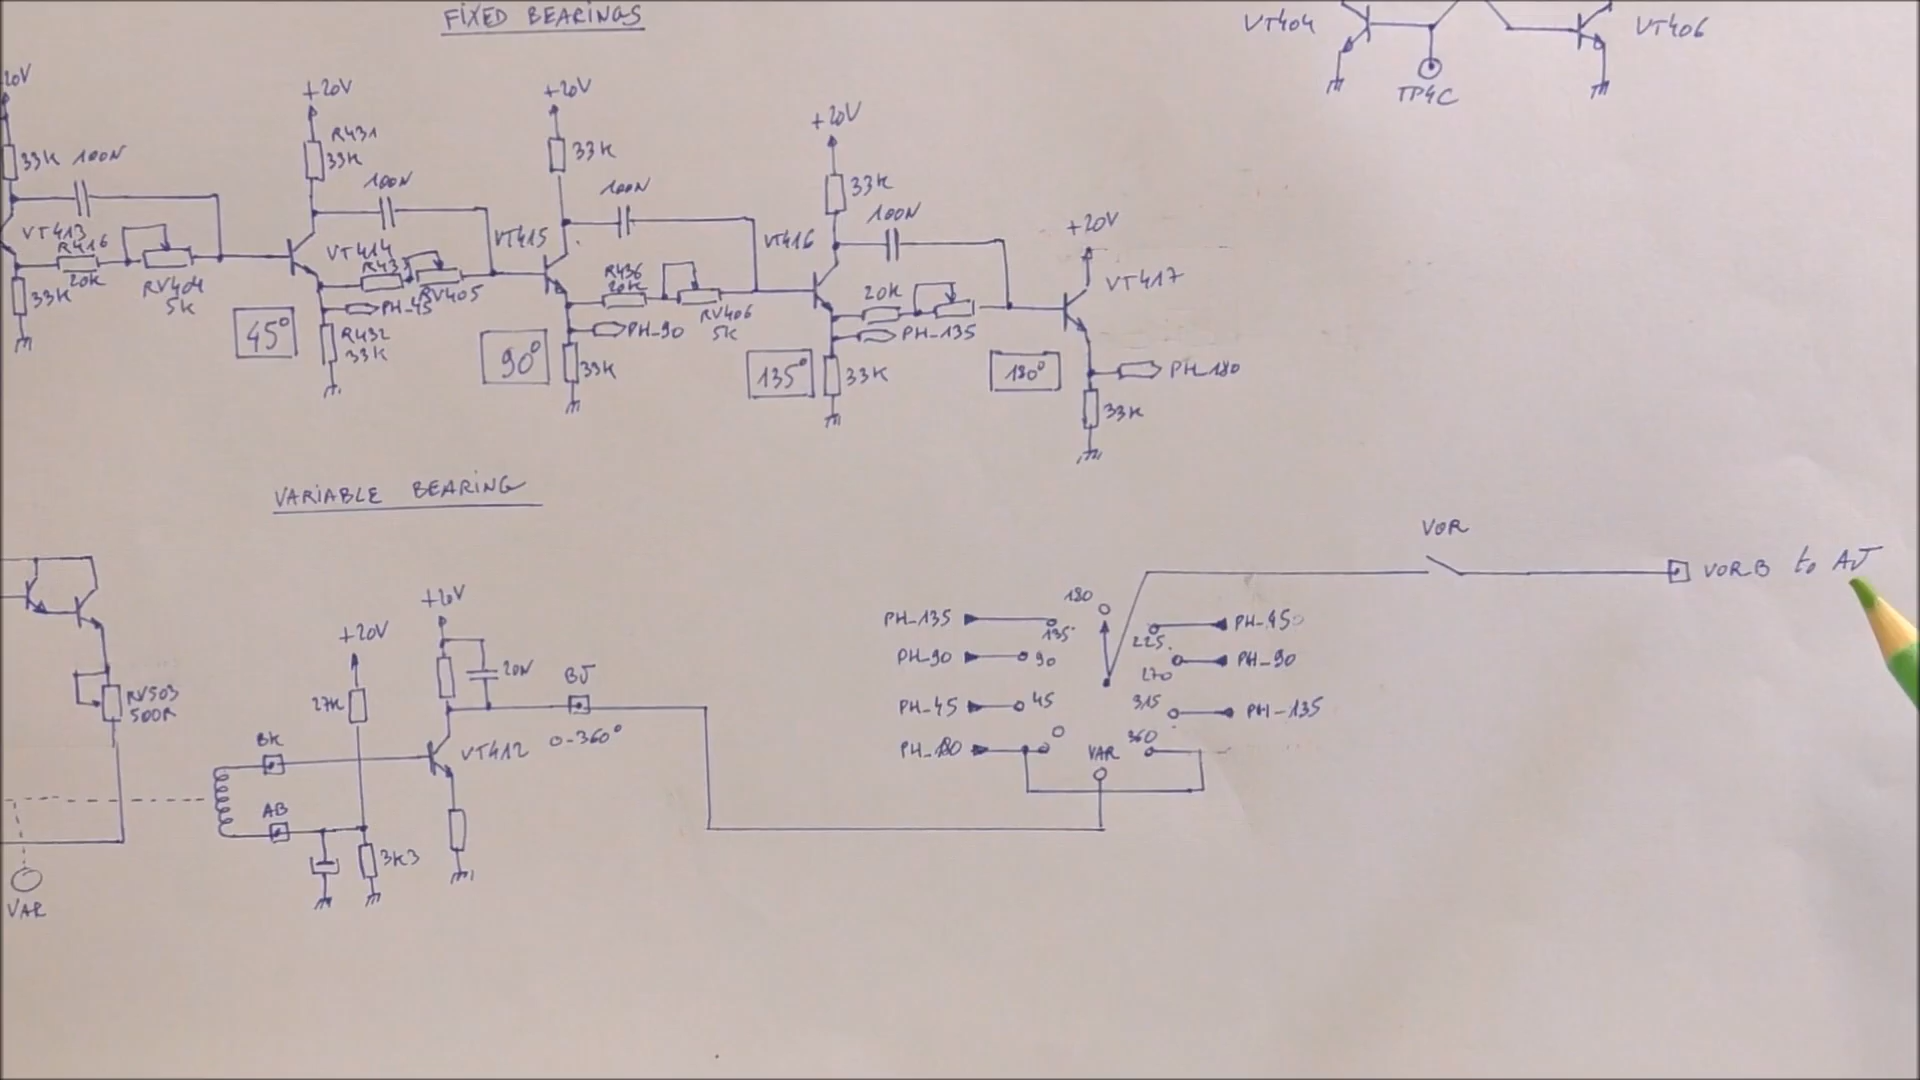 FIXED BEARINGS
VT404
VT406
TP4C
20V
33K 100N
VT413
R416
20K
33K
RV404
5K
45°
+20V
R431
33K
100N
VT414
R43
RV405
PH-45
R432
33K
+20V
33K
100N
VT415
R436
20K
RV406
5K
PH-90
90°
33K
+20V
33K
100N
VT416
20K
PH-135
135°
33K
+20V
VT417
180°
PH-180
33K
VARIABLE BEARING
RV503
500R
VAR
BK
AB
+20V
27K
3K3
20N
VT412
BJ
0-360°
PH-135
135
PH-90
90
PH-45
45
PH-180
0
180
VAR
225
PH-45
270
PH-90
315
PH-135
360
VOR
VORB to AJ